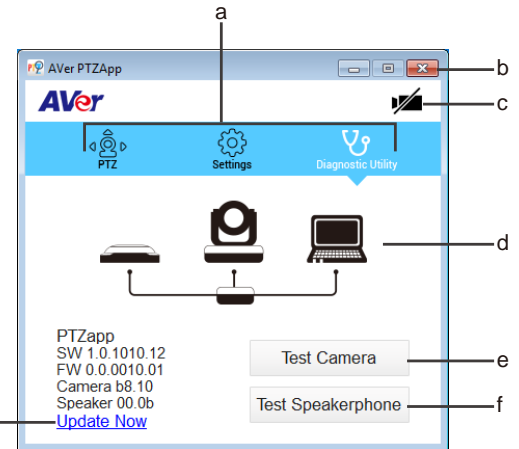 a
AVer PTZApp
b
AVer
c
PTZ
Settings
Diagnostic Utility
d
PTZapp
SW 1.0.1010.12
FW 0.0.0010.01
Camera b8.10
Speaker 00.0b
Update Now
Test Camera
e
Test Speakerphone
f